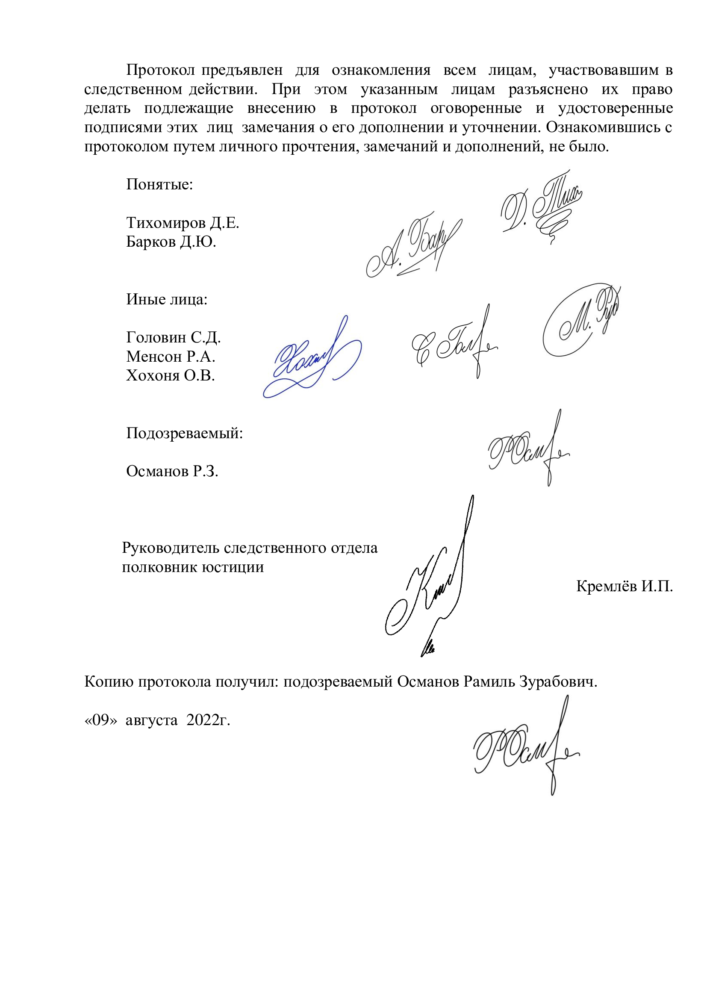 Протокол предъявлен для ознакомления всем лицам, участвовавшим в
следственном действии. При этом указанным лицам разъяснено их право
делать подлежащие внесению в протокол оговоренные и удостоверенные
подписями этих лиц замечания о его дополнении и уточнении. Ознакомившись с
протоколом путем личного прочтения, замечаний и дополнений, не было.
Понятые:
Д. Тих
Тихомиров Д.Е.
Барков Д.Ю.
А. Бар
Иные лица:
Головин С.Д.
Менсон Р.А.
Хохоня О.В.
Подозреваемый:
Османов Р.З.
Руководитель следственного отдела
полковник юстиции
Кремлёв И.П.
Копию протокола получил: подозреваемый Османов Рамиль Зурабович.
«09» августа 2022г.